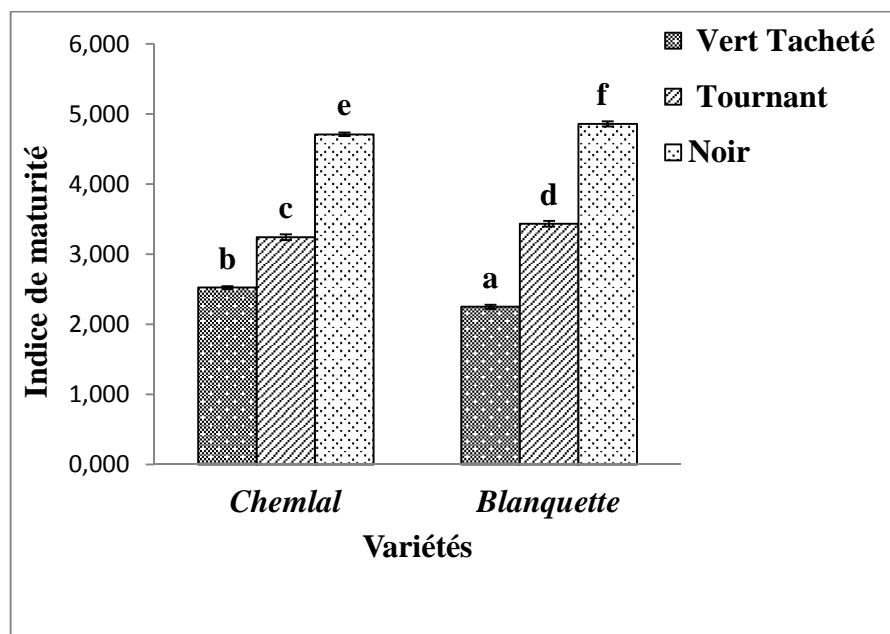 6,000
5,000
4,000
3,000
2,000
1,000
0,000
Indice de maturité
b
c
e
a
d
f
Chemlal
Blanquette
Variétés
Vert Tacheté
Tournant
Noir